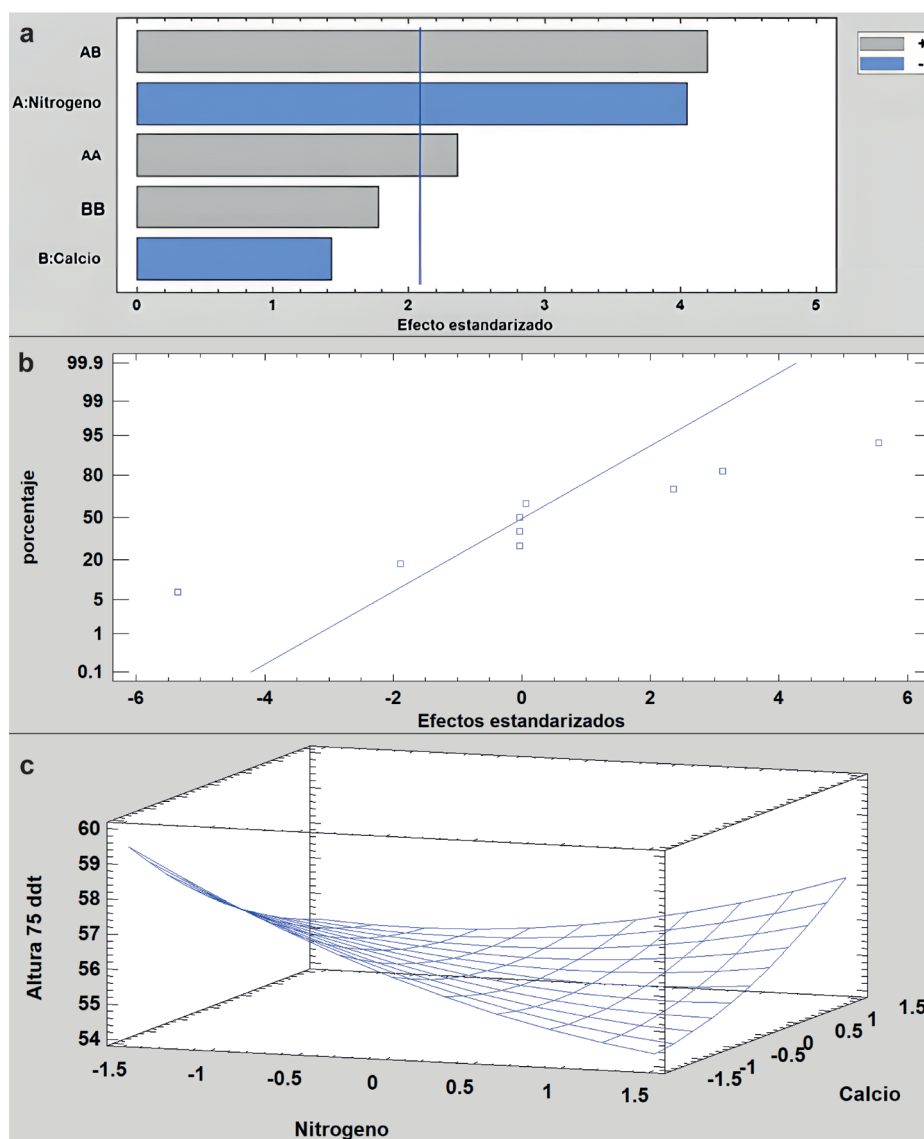 a
AB
A:Nitrogeno
AA
BB
B:Calcio
+
-
0 1 2 3 4 5
Efecto estandarizado
b
99.9
99
95
80
50
20
5
1
0.1
porcentaje
-6 -4 -2 0 2 4 6
Efectos estandarizados
c
60
59
58
57
56
55
54
Altura 75 ddt
-1.5 -1 -0.5 0 0.5 1 1.5
Nitrogeno
-1.5 -1 -0.5 0 0.5 1 1.5
Calcio